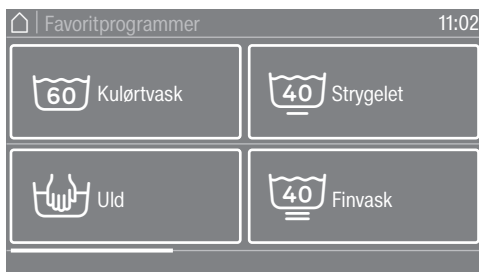 Favoritprogrammer 11:02
60 Kulørtvask
40 Strygelet
Uld
40 Finvask